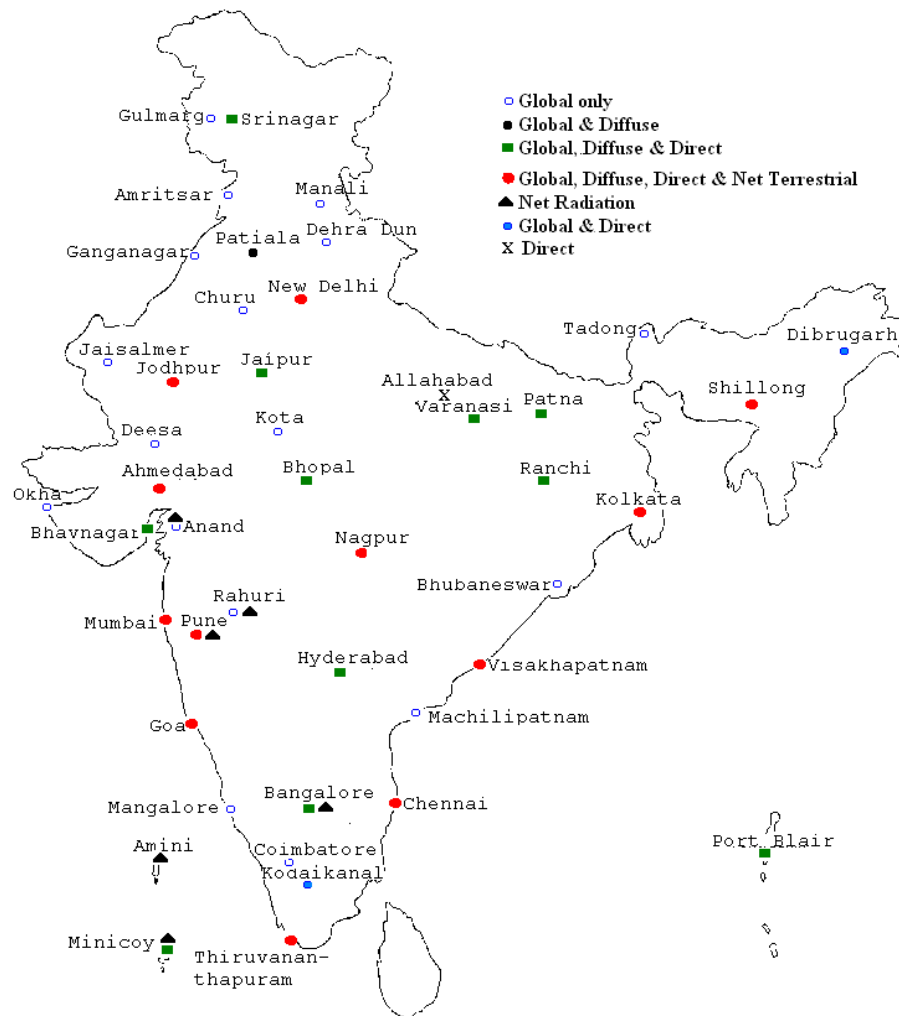 Global only
Global & Diffuse
Global, Diffuse & Direct
Global, Diffuse, Direct & Net Terrestrial
Net Radiation
Global & Direct
X Direct
Gulmarg
Srinagar
Amritsar
Manali
Patiala
Dehra Dun
Ganganagar
New Delhi
Churu
Tadong
Dibrugarh
Jaisalmer
Jaipur
Jodhpur
Allahabad
X
Varanasi
Patna
Shillong
Deesa
Kota
Ahmedabad
Bhopal
Ranchi
Okha
Kolkata
Bhavnagar
Anand
Nagpur
Bhubaneswar
Rahuri
Mumbai
Pune
Hyderabad
Visakhapatnam
Goa
Machilipatnam
Bangalore
Mangalore
Chennai
Amini
Coimbatore
Port Blair
Kodaikanal
Minicoy
Thiruvanan-
thapuram